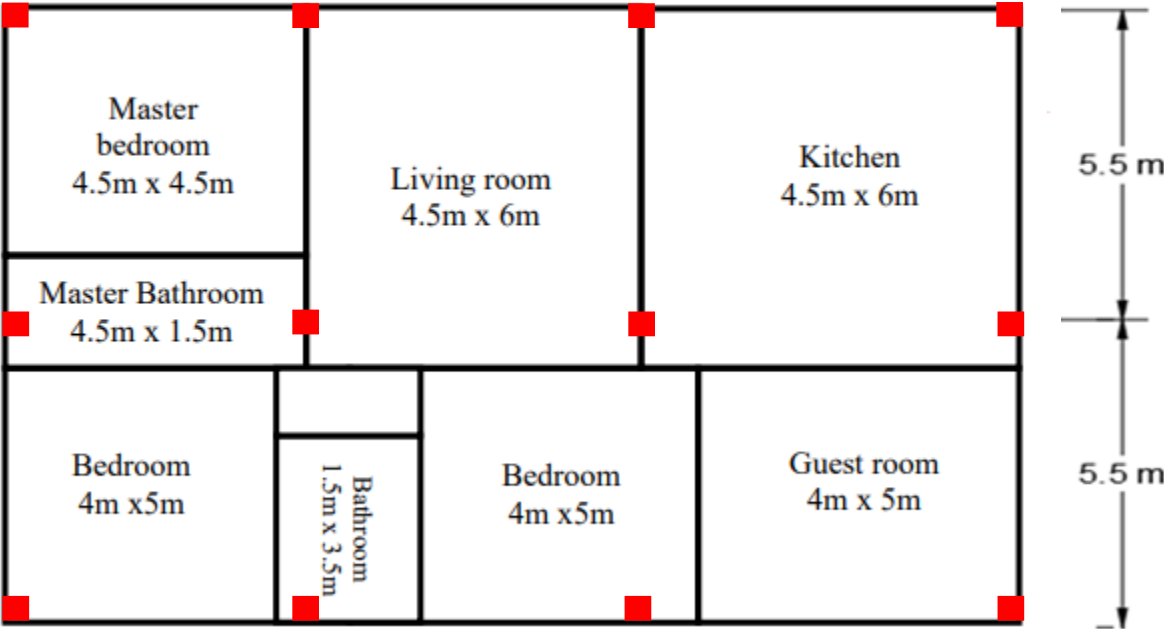 Master
bedroom
4.5m x 4.5m
Living room
4.5m x 6m
Kitchen
4.5m x 6m
5.5 m
Master Bathroom
4.5m x 1.5m
Bedroom
4m x5m
Bathroom
1.5m x 3.5m
Bedroom
4m x5m
Guest room
4m x 5m
5.5 m